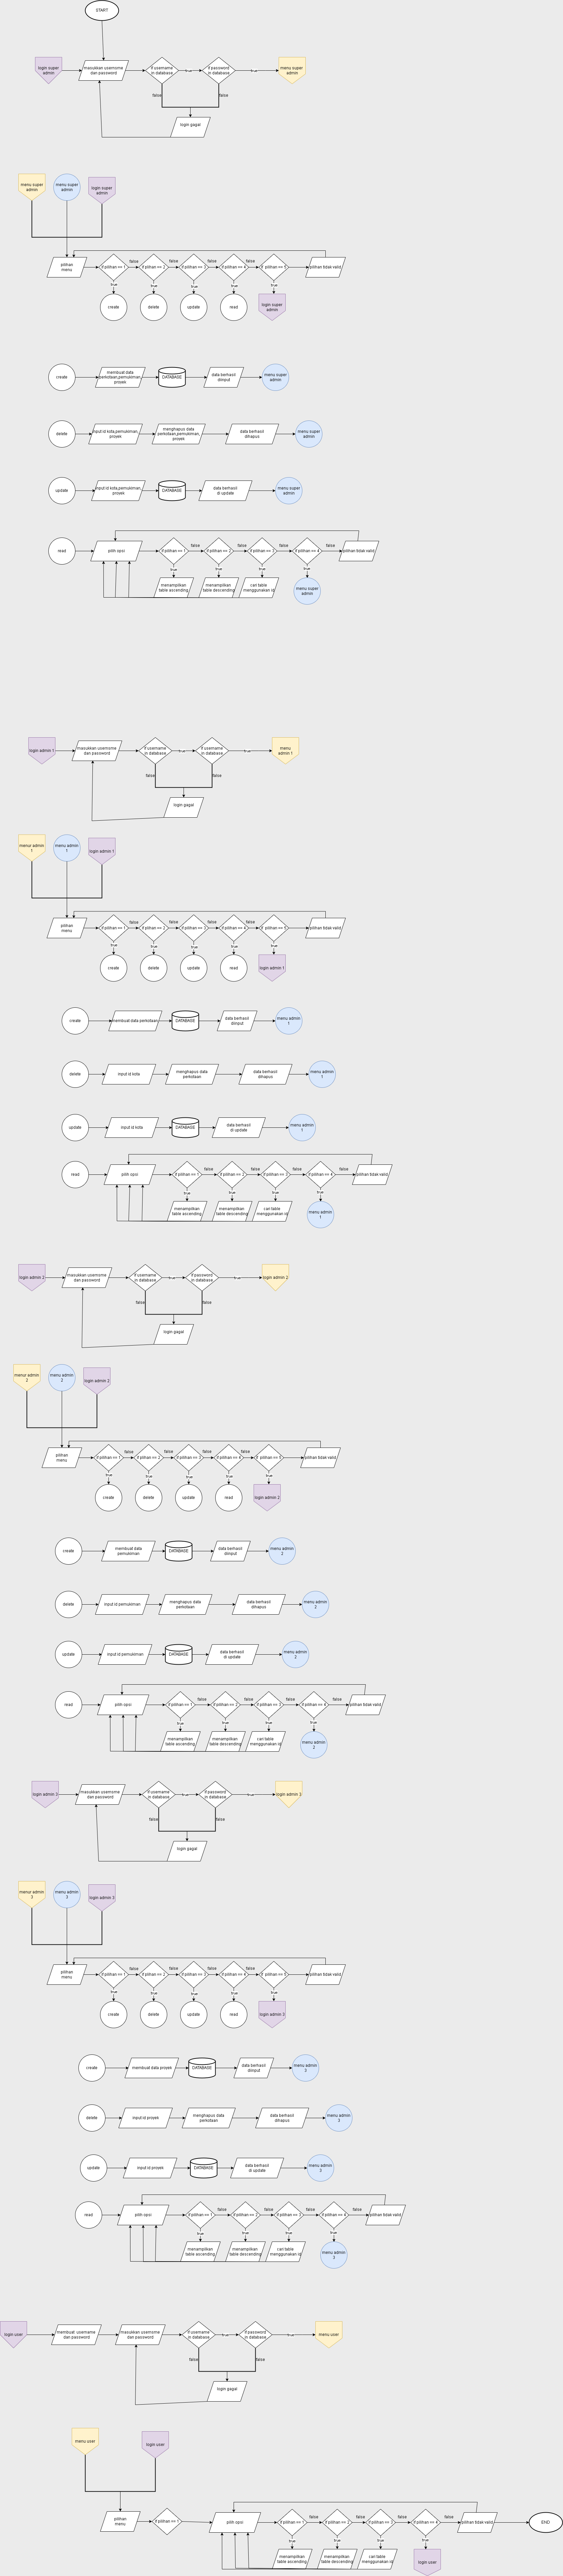 START
login super
admin
masukkan username
dan password
if username
in database
true
if password
in database
true
menu super
admin
false
false
login gagal
menu super
admin
menu super
admin
login super
admin
pilihan
menu
if pilihan == 1
false
if pilihan == 2
false
if pilihan == 3
false
if pilihan == 4
false
if pilihan == 5
pilihan tidak valid
true
true
true
true
true
create
delete
update
read
login super
admin
create
membuat data
perkotaan,pemukiman,
proyek
DATABASE
data berhasil
diinput
menu super
admin
delete
input id kota,pemukiman,
proyek
menghapus data
perkotaan,pemukiman,
proyek
data berhasil
dihapus
menu super
admin
update
input id kota,pemukiman,
proyek
DATABASE
data berhasil
di update
menu super
admin
read
pilih opsi
if pilihan == 1
false
if pilihan == 2
false
if pilihan == 3
false
if pilihan == 4
false
pilihan tidak valid
true
true
true
true
menampilkan
table ascending
menampilkan
table descending
cari table
menggunakan id
menu super
admin
login admin 1
masukkan username
dan password
if username
in database
true
if username
in database
true
menu
admin 1
false
false
login gagal
menur admin
1
menu admin
1
login admin 1
pilihan
menu
if pilihan == 1
false
if pilihan == 2
false
if pilihan == 3
false
if pilihan == 4
false
if pilihan == 5
pilihan tidak valid
true
true
true
true
true
create
delete
update
read
login admin 1
create
membuat data perkotaan
DATABASE
data berhasil
diinput
menu admin
1
delete
input id kota
menghapus data
perkotaan
data berhasil
dihapus
menu admin
1
update
input id kota
DATABASE
data berhasil
di update
menu admin
1
read
pilih opsi
if pilihan == 1
false
if pilihan == 2
false
if pilihan == 3
false
if pilihan == 4
false
pilihan tidak valid
true
true
true
true
menampilkan
table ascending
menampilkan
table descending
cari table
menggunakan id
menu admin
1
login admin 2
masukkan username
dan password
if username
in database
true
if password
in database
true
login admin 2
false
false
login gagal
menur admin
2
menu admin
2
login admin 2
pilihan
menu
if pilihan == 1
false
if pilihan == 2
false
if pilihan == 3
false
if pilihan == 4
false
if pilihan == 5
pilihan tidak valid
true
true
true
true
true
create
delete
update
read
login admin 2
create
membuat data
pemukiman
DATABASE
data berhasil
diinput
menu admin
2
delete
input id pemukiman
menghapus data
perkotaan
data berhasil
dihapus
menu admin
2
update
input id pemukiman
DATABASE
data berhasil
di update
menu admin
2
read
pilih opsi
if pilihan == 1
false
if pilihan == 2
false
if pilihan == 3
false
if pilihan == 4
false
pilihan tidak valid
true
true
true
true
menampilkan
table ascending
menampilkan
table descending
cari table
menggunakan id
menu admin
2
login admin 3
masukkan username
dan password
if username
in database
true
if password
in database
true
login admin 3
false
false
login gagal
menur admin
3
menu admin
3
login admin 3
pilihan
menu
if pilihan == 1
false
if pilihan == 2
false
if pilihan == 3
false
if pilihan == 4
false
if pilihan == 5
pilihan tidak valid
true
true
true
true
true
create
delete
update
read
login admin 3
create
membuat data proyek
DATABASE
data berhasil
diinput
menu admin
2
delete
input id proyek
menghapus data
perkotaan
data berhasil
dihapus
menu admin
3
update
input id proyek
DATABASE
data berhasil
di update
menu admin
3
read
pilih opsi
if pilihan == 1
false
if pilihan == 2
false
if pilihan == 3
false
if pilihan == 4
false
pilihan tidak valid
true
true
true
true
menampilkan
table ascending
menampilkan
table descending
cari table
menggunakan id
menu admin
3
login user
membuat username
dan password
masukkan username
dan password
if username
in database
true
if password
in database
true
menu user
false
false
login gagal
menu user
login user
pilihan
menu
if pilihan == 1
pilih opsi
if pilihan == 1
false
if pilihan == 2
false
if pilihan == 3
false
if pilihan == 4
false
pilihan tidak valid
END
true
true
true
true
menampilkan
table ascending
menampilkan
table descending
cari table
menggunakan id
login user